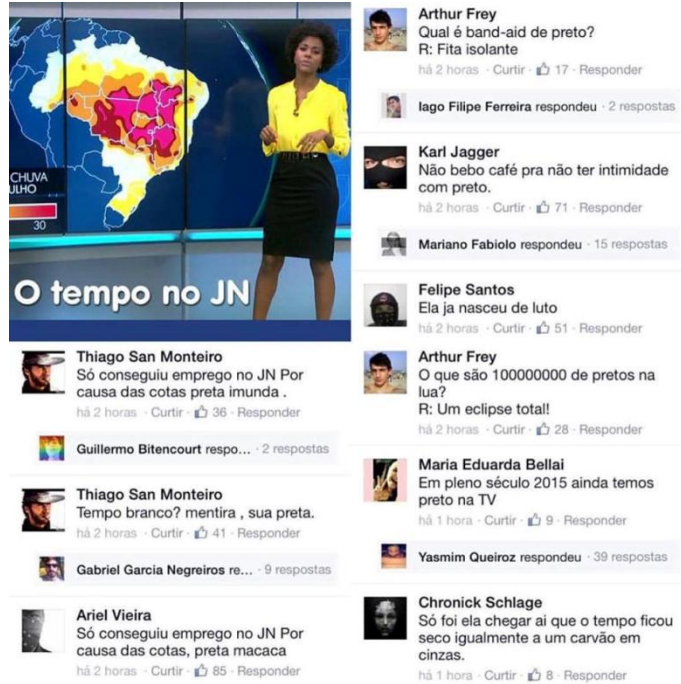 CHUVA
ULHO
30
O tempo no JN
Thiago San Monteiro
Só conseguiu emprego no JN Por
causa das cotas preta imunda .
há 2 horas · Curtir · 36 · Responder
Guillermo Bitencourt respo... · 2 respostas
Thiago San Monteiro
Tempo branco? mentira , sua preta.
há 2 horas · Curtir · 41 · Responder
Gabriel Garcia Negreiros re... · 9 respostas
Ariel Vieira
Só conseguiu emprego no JN Por
causa das cotas, preta macaca
há 2 horas · Curtir · 85 · Responder
Arthur Frey
Qual é band-aid de preto?
R: Fita isolante
há 2 horas · Curtir · 17 · Responder
Iago Filipe Ferreira respondeu · 2 respostas
Karl Jagger
Não bebo café pra não ter intimidade
com preto.
há 2 horas · Curtir · 71 · Responder
Mariano Fabiolo respondeu · 15 respostas
Felipe Santos
Ela ja nasceu de luto
há 2 horas · Curtir · 51 · Responder
Arthur Frey
O que são 100000000 de pretos na
lua?
R: Um eclipse total!
há 2 horas · Curtir · 28 · Responder
Maria Eduarda Bellai
Em pleno século 2015 ainda temos
preto na TV
há 1 hora · Curtir · 9 · Responder
Yasmim Queiroz respondeu · 39 respostas
Chronick Schlage
Só foi ela chegar ai que o tempo ficou
seco igualmente a um carvão em
cinzas.
há 1 hora · Curtir · 8 · Responder